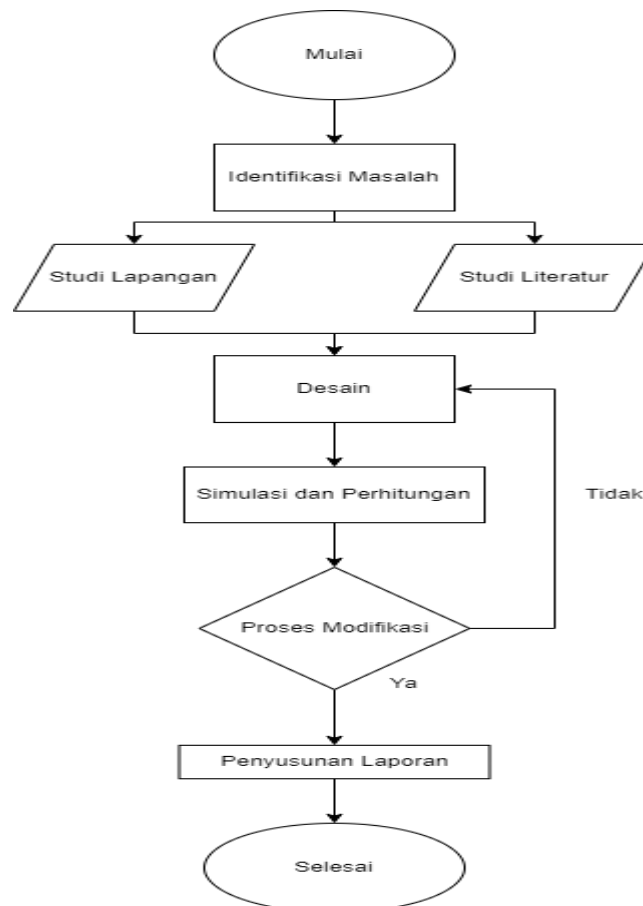 Mulai
Identifikasi Masalah
Studi Lapangan
Studi Literatur
Desain
Simulasi dan Perhitungan
Tidak
Proses Modifikasi
Ya
Penyusunan Laporan
Selesai